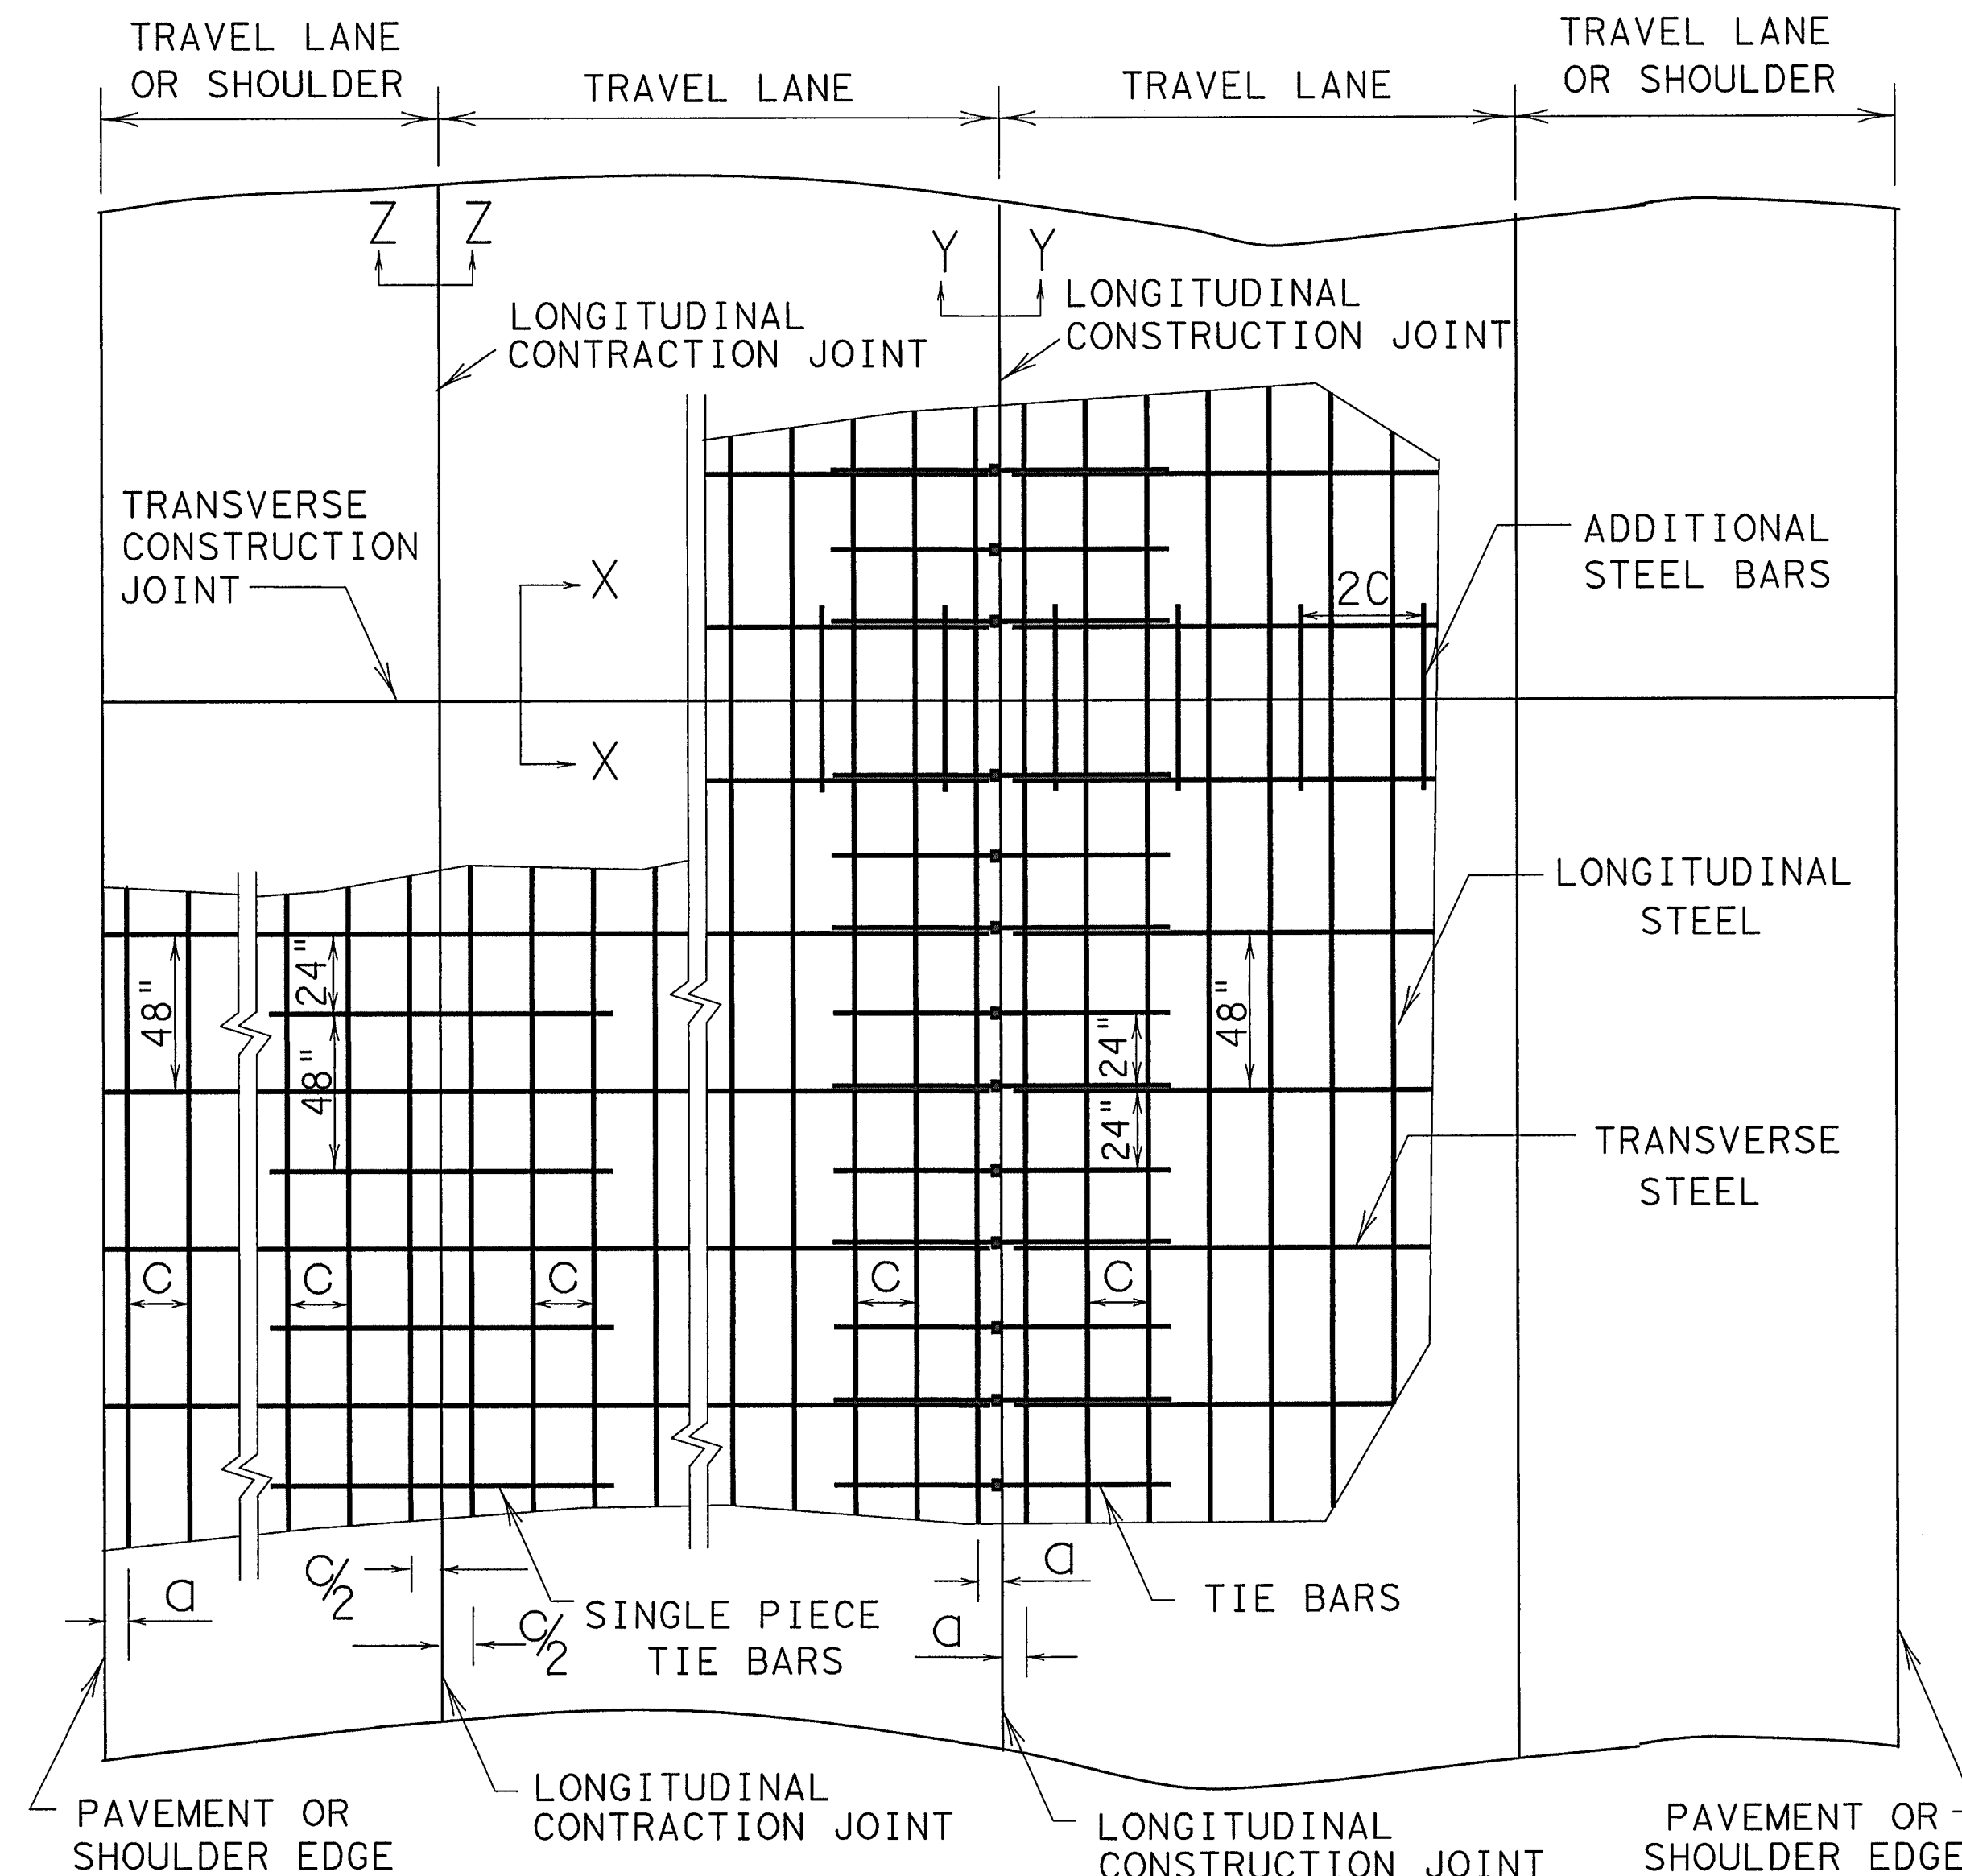 TRAVEL LANE
OR SHOULDER
TRAVEL LANE
TRAVEL LANE
TRAVEL LANE
OR SHOULDER
Z Z
Y Y
LONGITUDINAL
CONTRACTION JOINT
LONGITUDINAL
CONSTRUCTION JOINT
TRANSVERSE
CONSTRUCTION
JOINT
X
X
2C
ADDITIONAL
STEEL BARS
LONGITUDINAL
STEEL
48"
24"
48"
24"
24"
48"
TRANSVERSE
STEEL
C
C
C
C
C
a
C/2
C/2
SINGLE PIECE
TIE BARS
a
a
TIE BARS
PAVEMENT OR
SHOULDER EDGE
LONGITUDINAL
CONTRACTION JOINT
LONGITUDINAL
CONSTRUCTION JOINT
PAVEMENT OR
SHOULDER EDGE